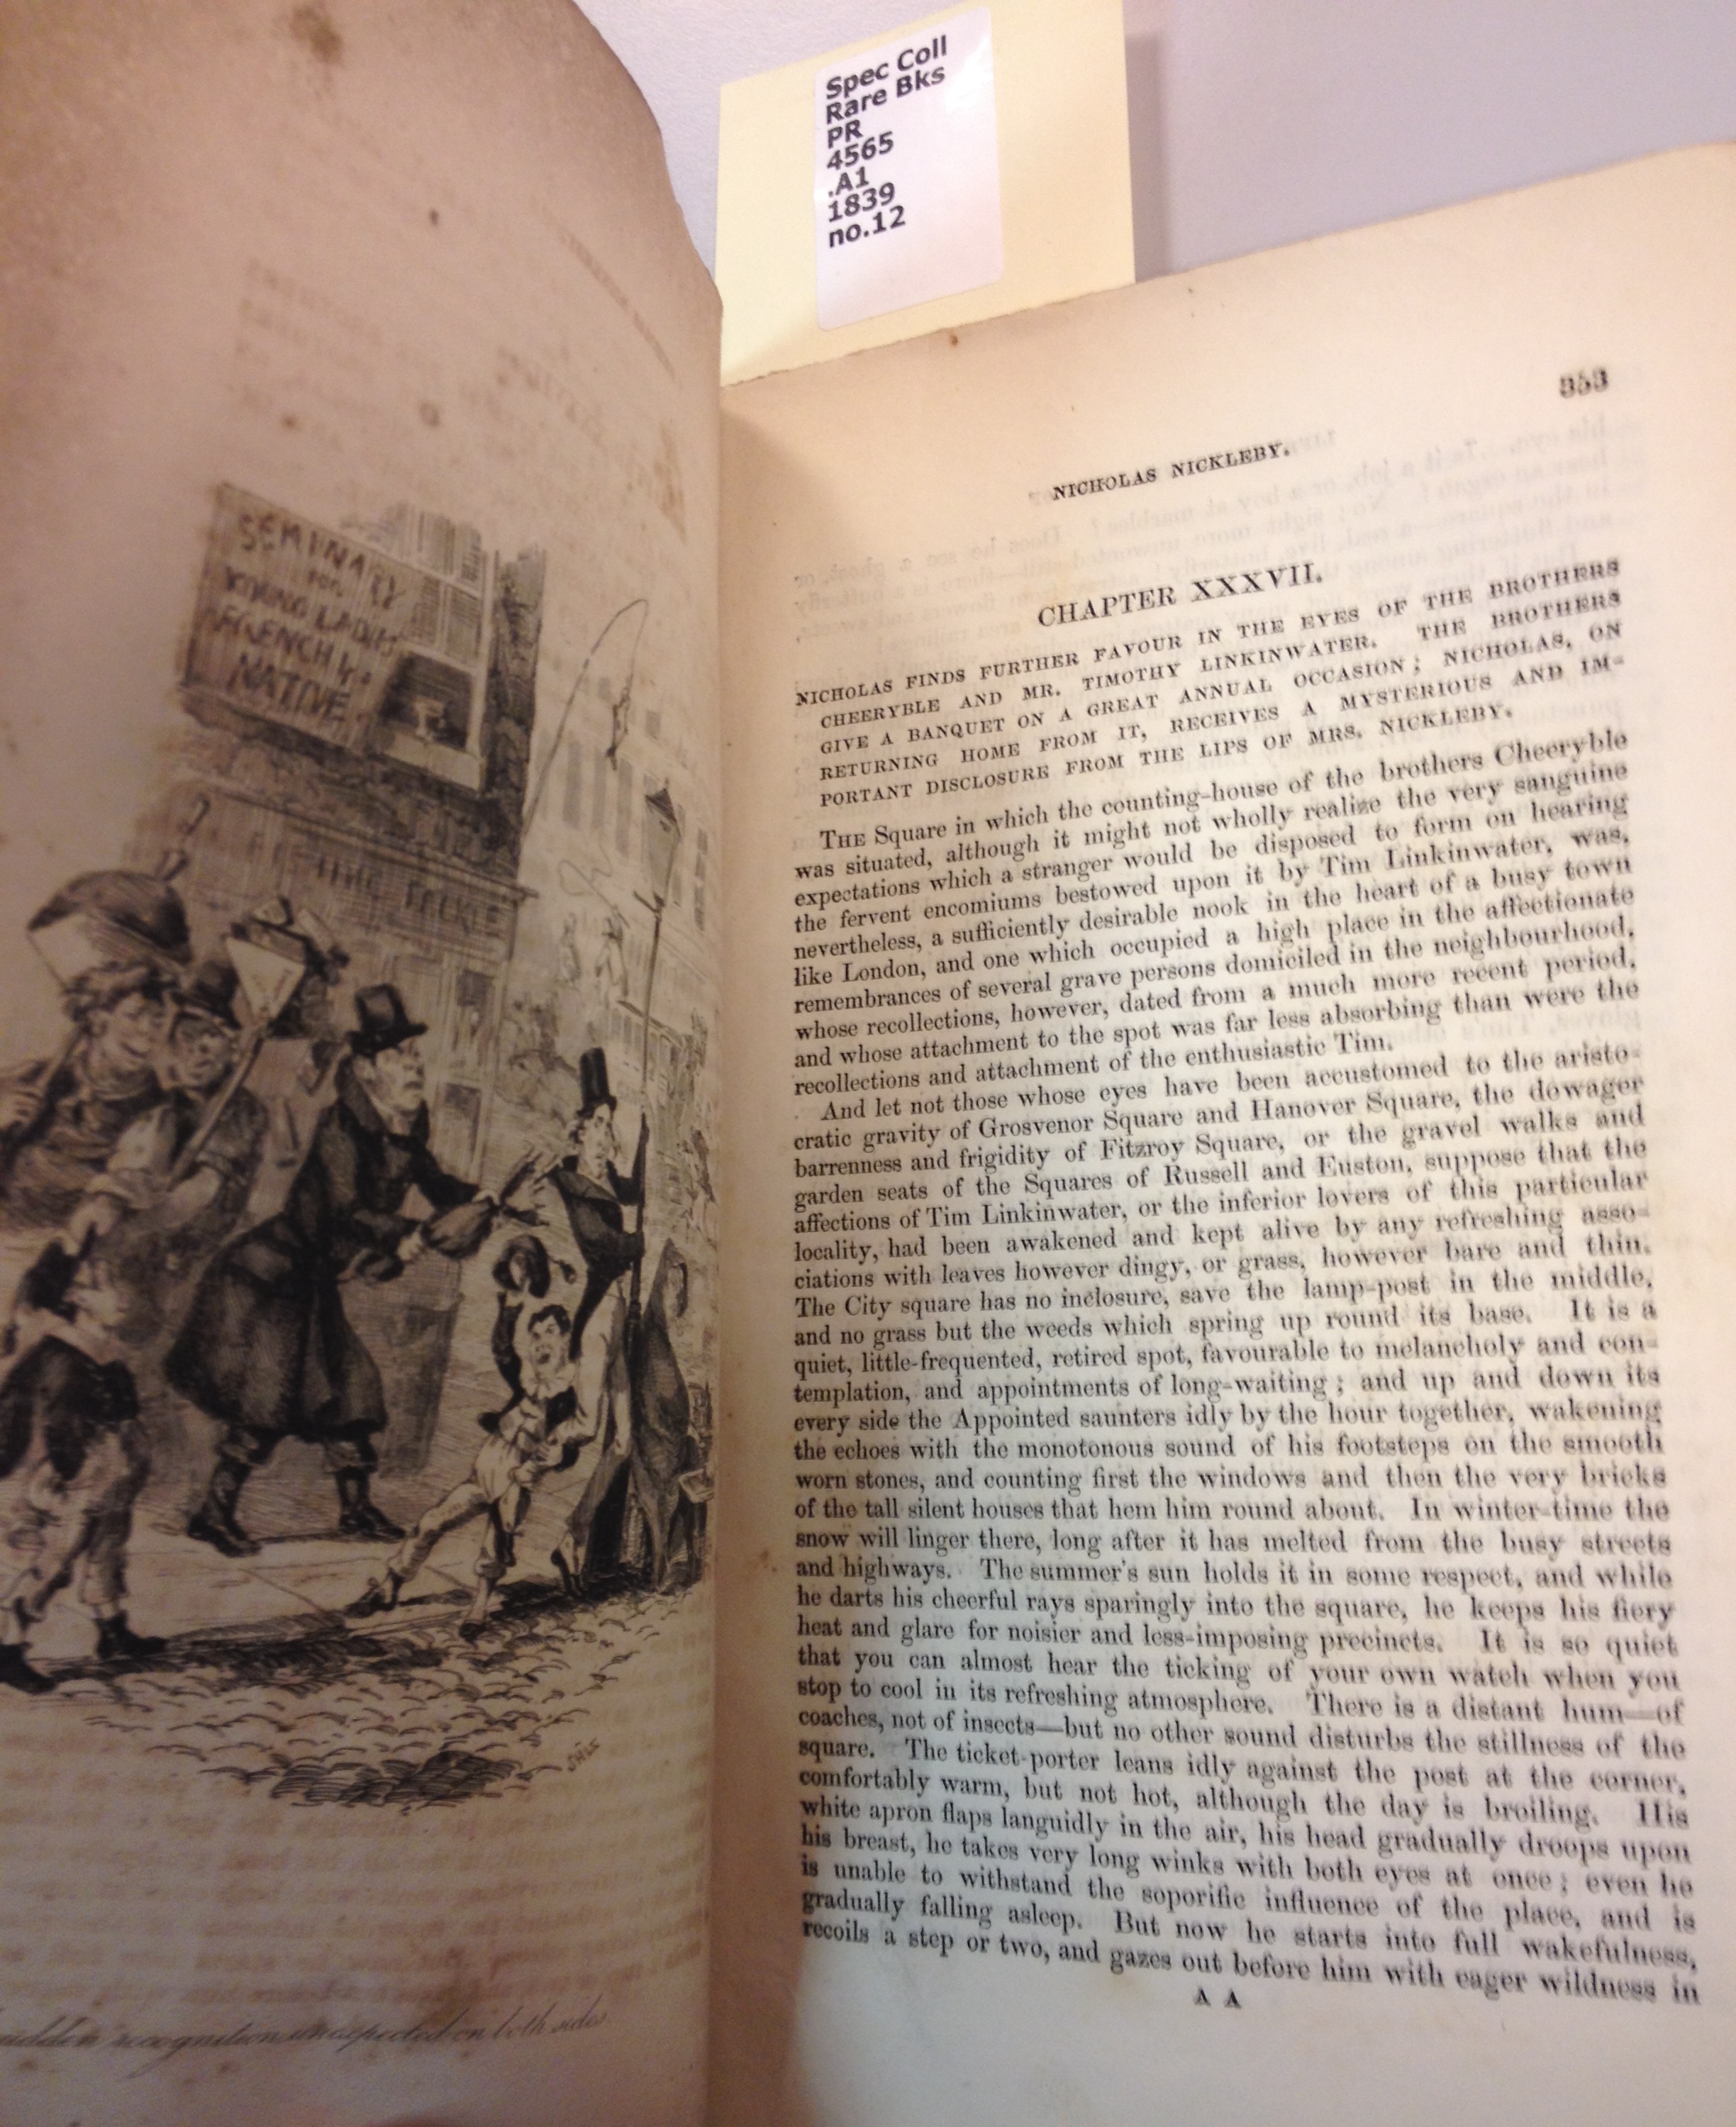 Spec Coll
Rare Bks
PR
4565
.A1
1839
no.12
SEMINARY
FOR
YOUNG LADIES
FRENCH
NATIVE
recognition unexpected on both sides
353
NICHOLAS NICKLEBY.
CHAPTER XXXVII.
NICHOLAS FINDS FURTHER FAVOUR IN THE EYES OF THE BROTHERS
CHEERYBLE AND MR. TIMOTHY LINKINWATER. THE BROTHERS
GIVE A BANQUET ON A GREAT ANNUAL OCCASION; NICHOLAS, ON
RETURNING HOME FROM IT, RECEIVES A MYSTERIOUS AND IM-
PORTANT DISCLOSURE FROM THE LIPS OF MRS. NICKLEBY.
THE Square in which the counting-house of the brothers Cheeryble
was situated, although it might not wholly realize the very sanguine
expectations which a stranger would be disposed to form on hearing
the fervent encomiums bestowed upon it by Tim Linkinwater, was,
nevertheless, a sufficiently desirable nook in the heart of a busy town
like London, and one which occupied a high place in the affectionate
remembrances of several grave persons domiciled in the neighbourhood,
whose recollections, however, dated from a much more recent period,
and whose attachment to the spot was far less absorbing than were the
recollections and attachment of the enthusiastic Tim.
And let not those whose eyes have been accustomed to the aristo-
cratic gravity of Grosvenor Square and Hanover Square, the dowager
barrenness and frigidity of Fitzroy Square, or the gravel walks and
garden seats of the Squares of Russell and Euston, suppose that the
affections of Tim Linkinwater, or the inferior lovers of this particular
locality, had been awakened and kept alive by any refreshing asso-
ciations with leaves however dingy, or grass, however bare and thin.
The City square has no inclosure, save the lamp-post in the middle,
and no grass but the weeds which spring up round its base. It is a
quiet, little-frequented, retired spot, favourable to melancholy and con-
templation, and appointments of long-waiting; and up and down its
every side the Appointed saunters idly by the hour together, wakening
the echoes with the monotonous sound of his footsteps on the smooth
worn stones, and counting first the windows and then the very bricks
of the tall silent houses that hem him round about. In winter-time the
snow will linger there, long after it has melted from the busy streets
and highways. The summer's sun holds it in some respect, and while
he darts his cheerful rays sparingly into the square, he keeps his fiery
heat and glare for noisier and less-imposing precincts. It is so quiet
that you can almost hear the ticking of your own watch when you
stop to cool in its refreshing atmosphere. There is a distant hum—of
coaches, not of insects—but no other sound disturbs the stillness of the
square. The ticket-porter leans idly against the post at the corner,
comfortably warm, but not hot, although the day is broiling. His
white apron flaps languidly in the air, his head gradually droops upon
his breast, he takes very long winks with both eyes at once; even he
is unable to withstand the soporific influence of the place, and is
gradually falling asleep. But now he starts into full wakefulness,
recoils a step or two, and gazes out before him with eager wildness in
A A